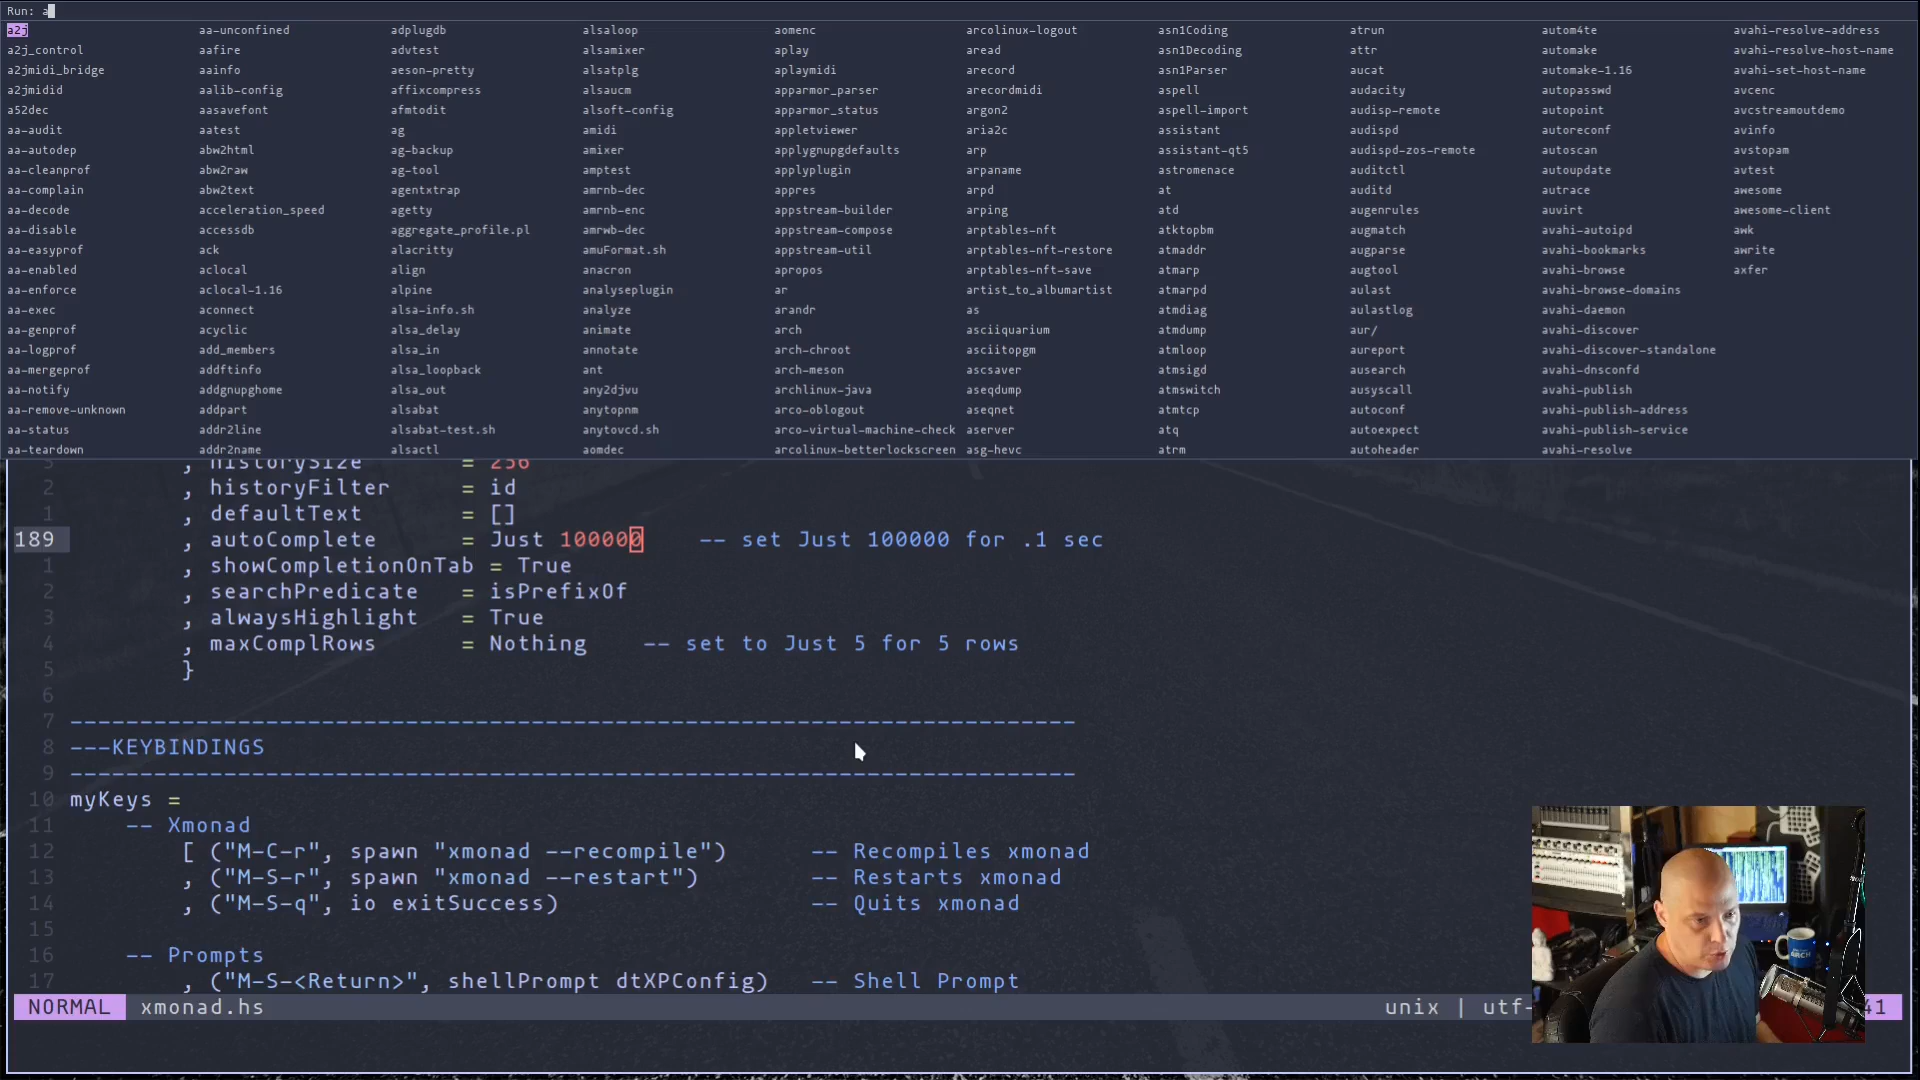 Run: a
a2j aa-unconfined adplugdb alsaloop aomenc arcolinux-logout asn1Coding atrun autom4te avahi-resolve-address
a2j_control aafire advtest alsamixer aplay aread asn1Decoding attr automake avahi-resolve-host-name
a2jmidi_bridge aainfo aeson-pretty alsatplg aplaymidi arecord asn1Parser aucat automake-1.16 avahi-set-host-name
a2jmidid aalib-config affixcompress alsaucm apparmor_parser arecordmidi aspell audacity autopasswd avcenc
a52dec aasavefont afmtodit alsoft-config apparmor_status argon2 aspell-import audisp-remote autopoint avcstreamoutdemo
aa-audit aatest ag amidi appletviewer aria2c assistant audispd autoreconf avinfo
aa-autodep abw2html ag-backup amixer applygnupgdefaults arp assistant-qt5 audispd-zos-remote autoscan avstopam
aa-cleanprof abw2raw ag-tool amptest applyplugin arpaname astromenace auditctl autoupdate avtest
aa-complain abw2text agentxtrap amrnb-dec appres arpd at auditd autrace awesome
aa-decode acceleration_speed agetty amrnb-enc appstream-builder arping atd augenrules auvirt awesome-client
aa-disable accessdb aggregate_profile.pl amrwb-dec appstream-compose arptables-nft atktopbm augmatch avahi-autoipd awk
aa-easyprof ack alacritty amuFormat.sh appstream-util arptables-nft-restore atmaddr augparse avahi-bookmarks awrite
aa-enabled aclocal align anacron apropos arptables-nft-save atmarp augtool avahi-browse axfer
aa-enforce aclocal-1.16 alpine analyseplugin ar artist_to_albumartist atmarpd aulast avahi-browse-domains
aa-exec aconnect alsa-info.sh analyze arandr as atmdiag aulastlog avahi-daemon
aa-genprof acyclic alsa_delay animate arch asciiquarium atmdump aur/ avahi-discover
aa-logprof add_members alsa_in annotate arch-chroot asciitopgm atmloop aureport avahi-discover-standalone
aa-mergeprof addftinfo alsa_loopback ant arch-meson ascsaver atmsigd ausearch avahi-dnsconfd
aa-notify addgnupghome alsa_out any2djvu archlinux-java aseqdump atmswitch ausyscall avahi-publish
aa-remove-unknown addpart alsabat anytopnm arco-oblogout aseqnet atmtcp autoconf avahi-publish-address
aa-status addr2line alsabat-test.sh anytovcd.sh arco-virtual-machine-check aserver atq autoexpect avahi-publish-service
aa-teardown addr2name alsactl aomdec arcolinux-betterlockscreen asg-hevc atrm autoheader avahi-resolve
3 , historySize = 256
2 , historyFilter = id
1 , defaultText = []
189 , autoComplete = Just 100000 -- set Just 100000 for .1 sec
1 , showCompletionOnTab = True
2 , searchPredicate = isPrefixOf
3 , alwaysHighlight = True
4 , maxComplRows = Nothing -- set to Just 5 for 5 rows
5 }
6
7 ------------------------------------------------------------------------
8 ---KEYBINDINGS
9 ------------------------------------------------------------------------
10 myKeys =
11 -- Xmonad
12 [ ("M-C-r", spawn "xmonad --recompile") -- Recompiles xmonad
13 , ("M-S-r", spawn "xmonad --restart") -- Restarts xmonad
14 , ("M-S-q", io exitSuccess) -- Quits xmonad
15
16 -- Prompts
17 , ("M-S-<Return>", shellPrompt dtXPConfig) -- Shell Prompt
NORMAL xmonad.hs unix | utf- 41
ARCH